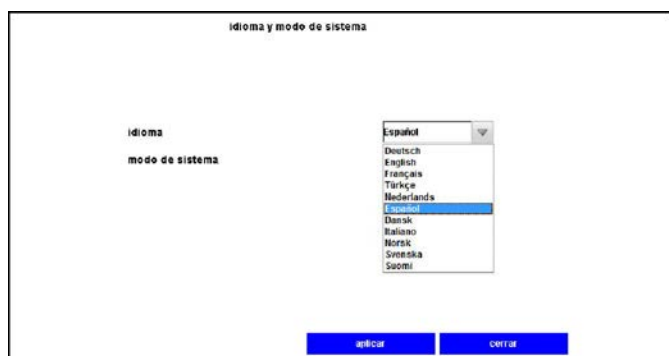 idioma y modo de sistema
idioma
Español
modo de sistema
Deutsch
English
Français
Türkçe
Nederlands
Español
Dansk
Italiano
Norsk
Svenska
Suomi
aplicar
cerrar